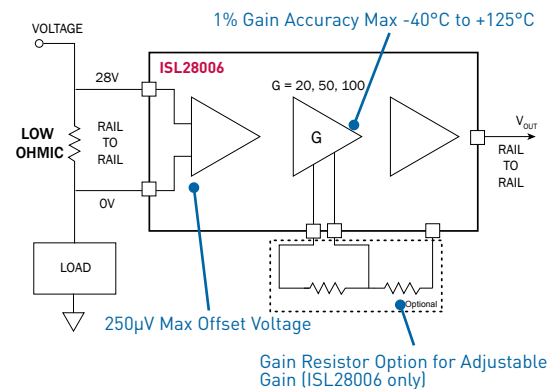 1% Gain Accuracy Max -40°C to +125°C
VOLTAGE
ISL28006
28V
G = 20, 50, 100
LOW
OHMIC
RAIL
TO
RAIL
G
VOUT
RAIL
TO
RAIL
0V
LOAD
Optional
250µV Max Offset Voltage
Gain Resistor Option for Adjustable
Gain (ISL28006 only)